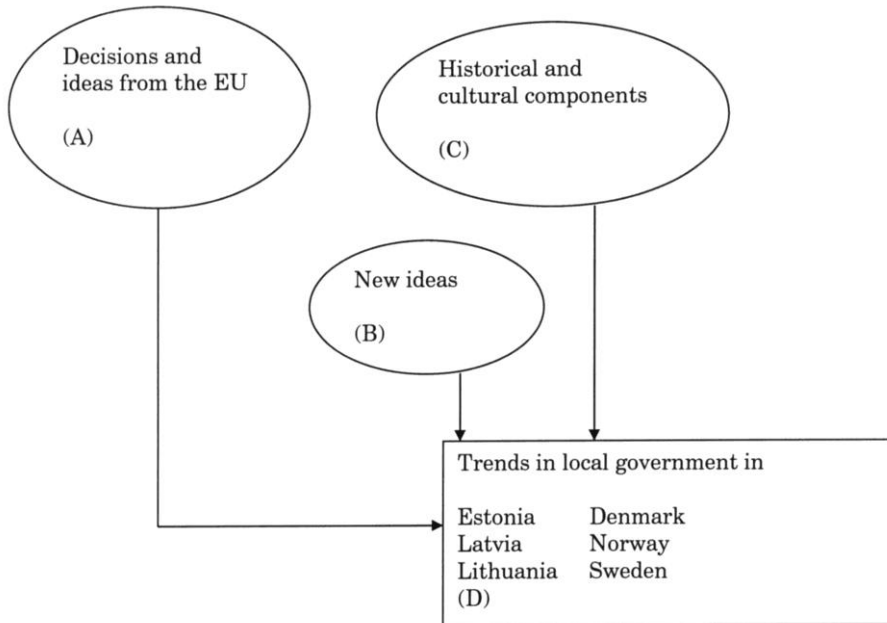 Decisions and
ideas from the EU
(A)
Historical and
cultural components
(C)
New ideas
(B)
Trends in local government in
Estonia Denmark
Latvia Norway
Lithuania Sweden
(D)